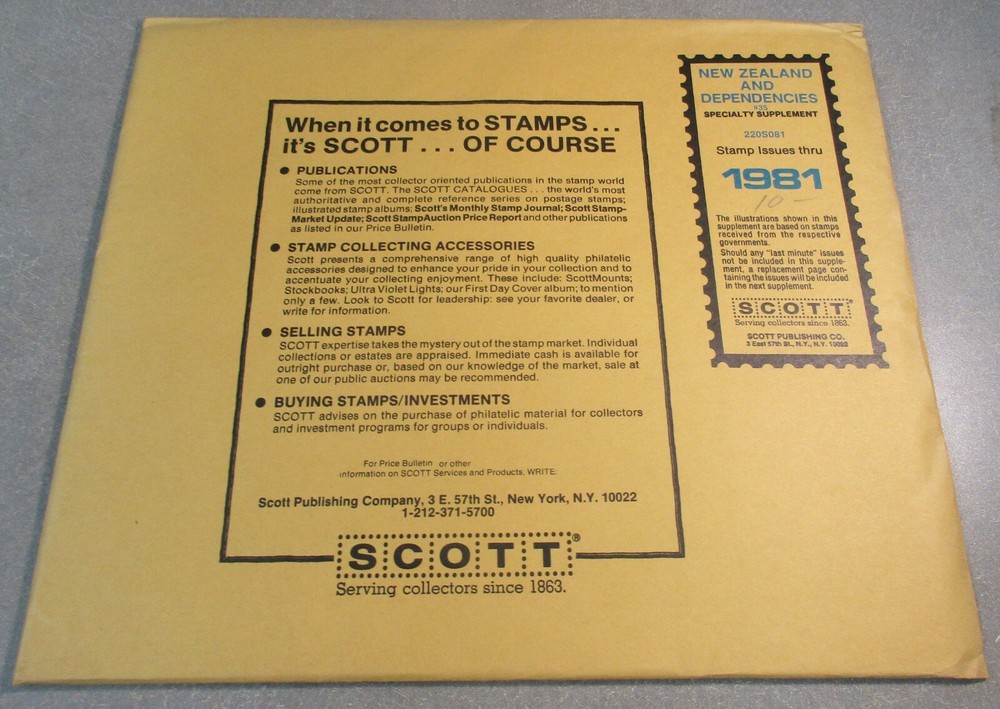 When it comes to STAMPS...
it's SCOTT ... OF COURSE
● PUBLICATIONS
Some of the most collector oriented publications in the stamp world
come from SCOTT. The SCOTT CATALOGUES ... the world's most
authoritative and complete reference series on postage stamps;
illustrated stamp albums; Scott's Monthly Stamp Journal; Scott Stamp-
Market Update; Scott StampAuction Price Report and other publications
as listed in our Price Bulletin.
● STAMP COLLECTING ACCESSORIES
Scott presents a comprehensive range of high quality philatelic
accessories designed to enhance your pride in your collection and to
accentuate your collecting enjoyment. These include: ScottMounts;
Stockbooks; Ultra Violet Lights; our First Day Cover album; to mention
only a few. Look to Scott for leadership: see your favorite dealer, or
write for information.
● SELLING STAMPS
SCOTT expertise takes the mystery out of the stamp market. Individual
collections or estates are appraised. Immediate cash is available for
outright purchase or, based on our knowledge of the market, sale at
one of our public auctions may be recommended.
● BUYING STAMPS/INVESTMENTS
SCOTT advises on the purchase of philatelic material for collectors
and investment programs for groups or individuals.
For Price Bulletin or other
information on SCOTT Services and Products, WRITE:
Scott Publishing Company, 3 E. 57th St., New York, N.Y. 10022
1-212-371-5700
SCOTT®
Serving collectors since 1863.
NEW ZEALAND
AND
DEPENDENCIES
#35
SPECIALTY SUPPLEMENT
220S081
Stamp Issues thru
1981
10 -
The illustrations shown in this
supplement are based on stamps
received from the respective
governments.
Should any "last minute" issues
not be included in this supple-
ment, a replacement page con-
taining the issues will be included
in the next supplement.
SCOTT®
Serving collectors since 1863.
SCOTT PUBLISHING CO.
3 East 57th St., N.Y., N.Y. 10022